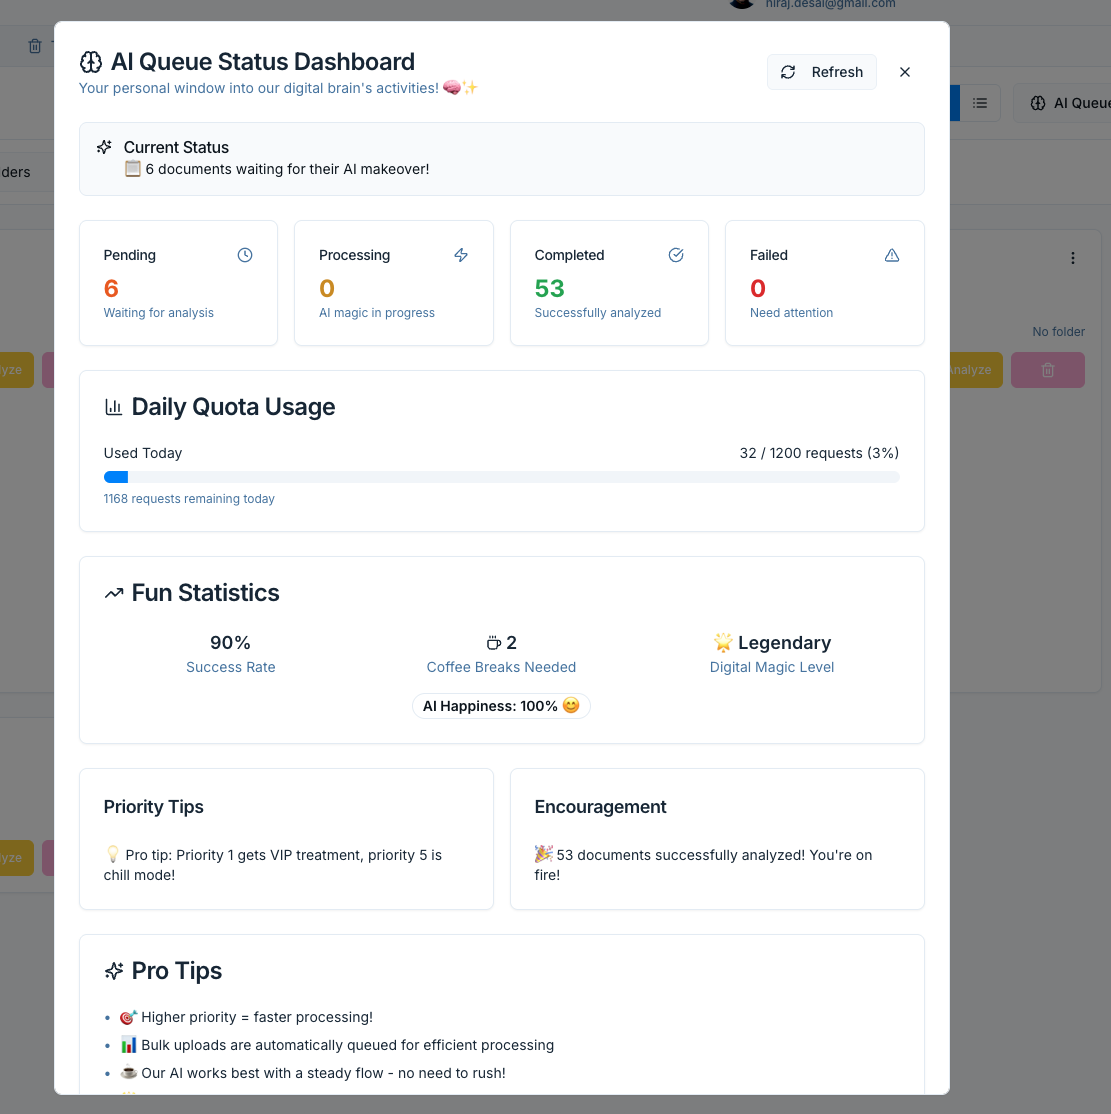 niraj.desai@gmail.com
AI Queue Status Dashboard
Your personal window into our digital brain's activities! 🧠✨
Refresh
AI Queue
Current Status
📋 6 documents waiting for their AI makeover!
ders
Pending
6
Waiting for analysis
Processing
0
AI magic in progress
Completed
53
Successfully analyzed
Failed
0
Need attention
No folder
lyze
Analyze
Daily Quota Usage
Used Today
32 / 1200 requests (3%)
1168 requests remaining today
Fun Statistics
90%
Success Rate
2
Coffee Breaks Needed
🌟 Legendary
Digital Magic Level
AI Happiness: 100% 😊
Priority Tips
💡 Pro tip: Priority 1 gets VIP treatment, priority 5 is
chill mode!
Encouragement
🎉 53 documents successfully analyzed! You're on
fire!
lyze
Pro Tips
• 🎯 Higher priority = faster processing!
• 📊 Bulk uploads are automatically queued for efficient processing
• ☕ Our AI works best with a steady flow - no need to rush!